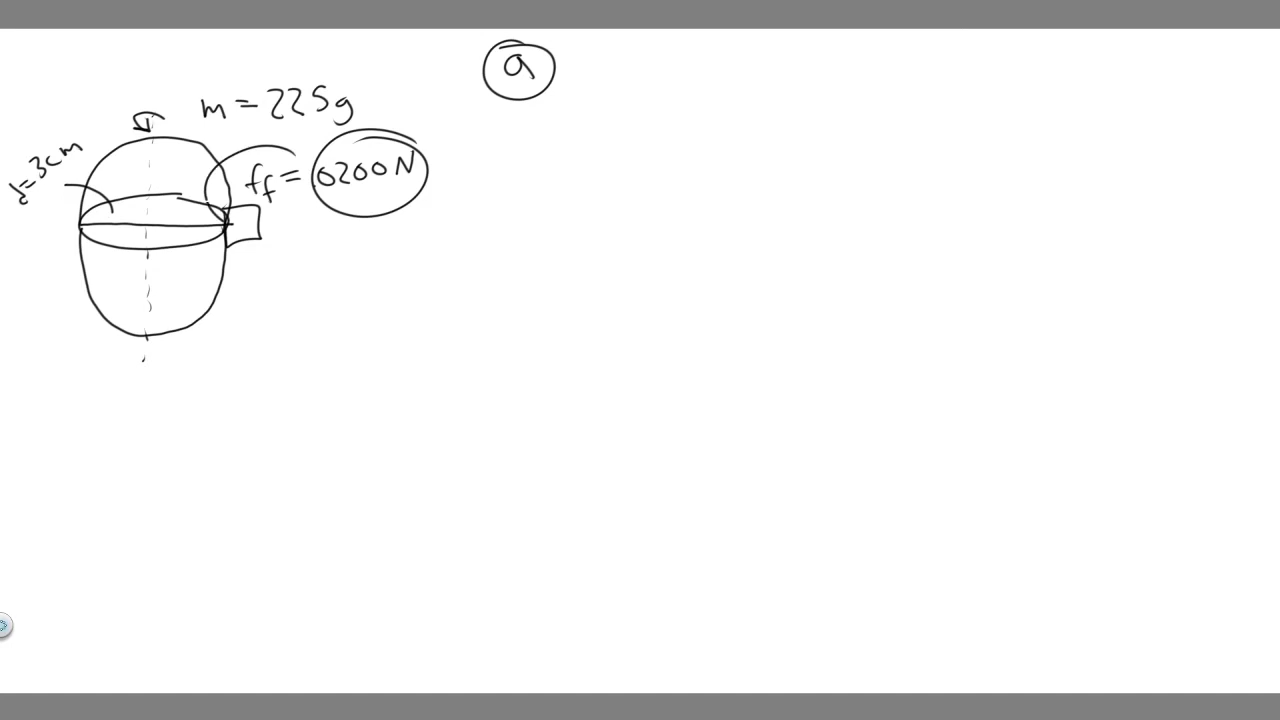 a
m = 225g
d=3cm
ff = .0200N